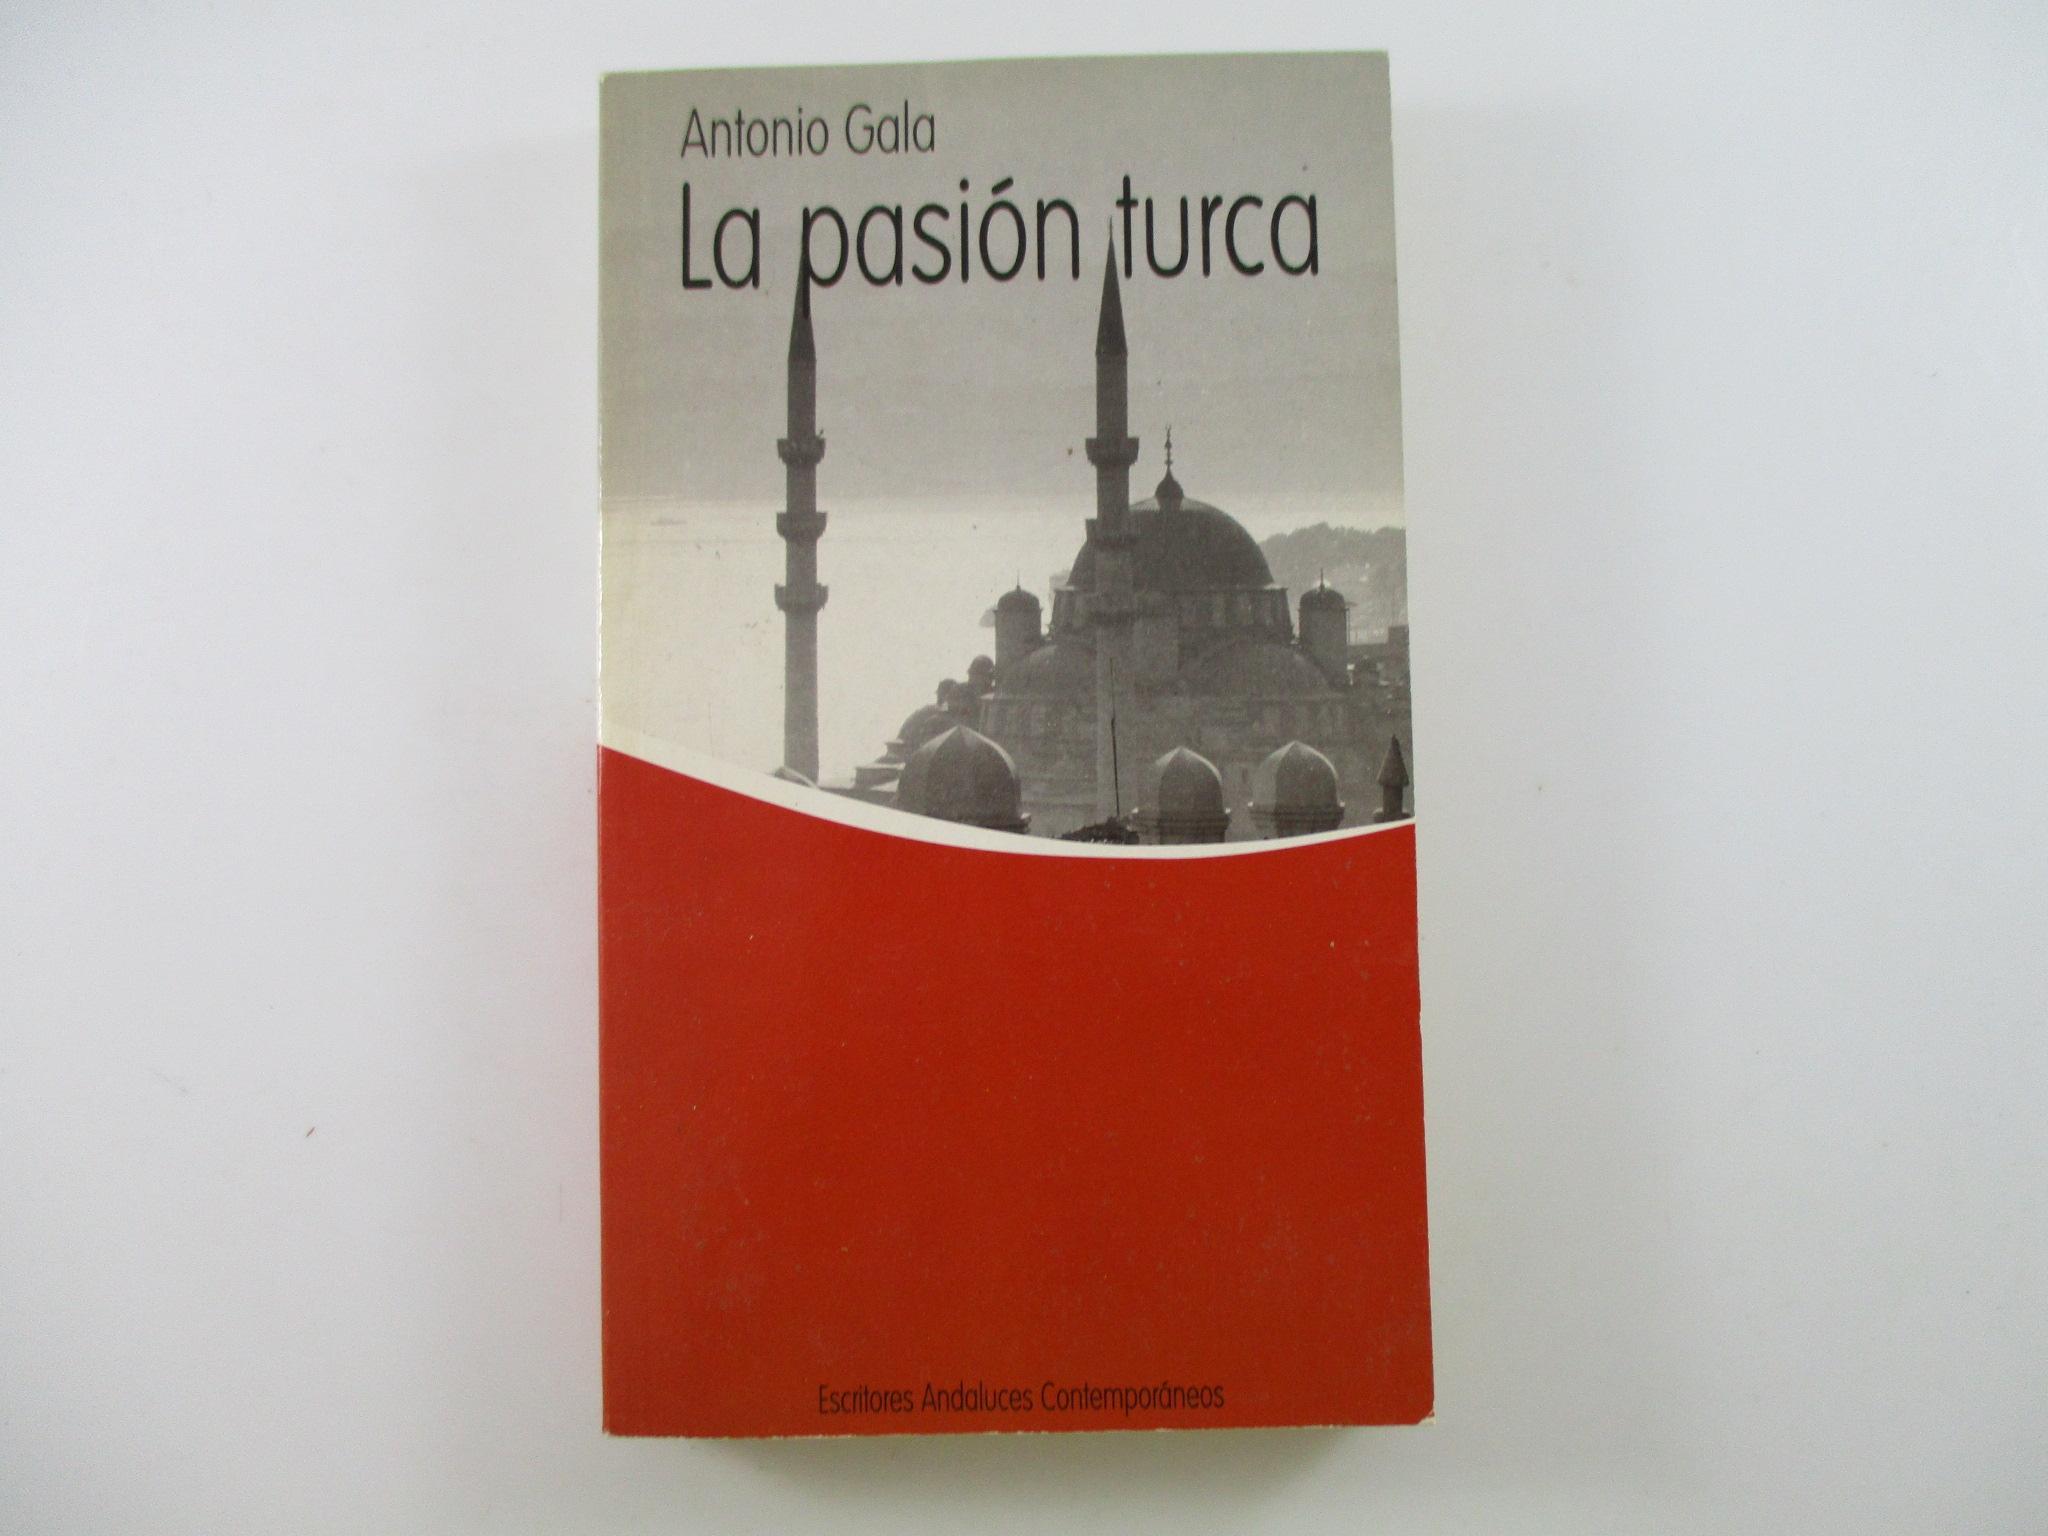 Antonio Gala
La pasión turca
Escritores Andaluces Contemporáneos